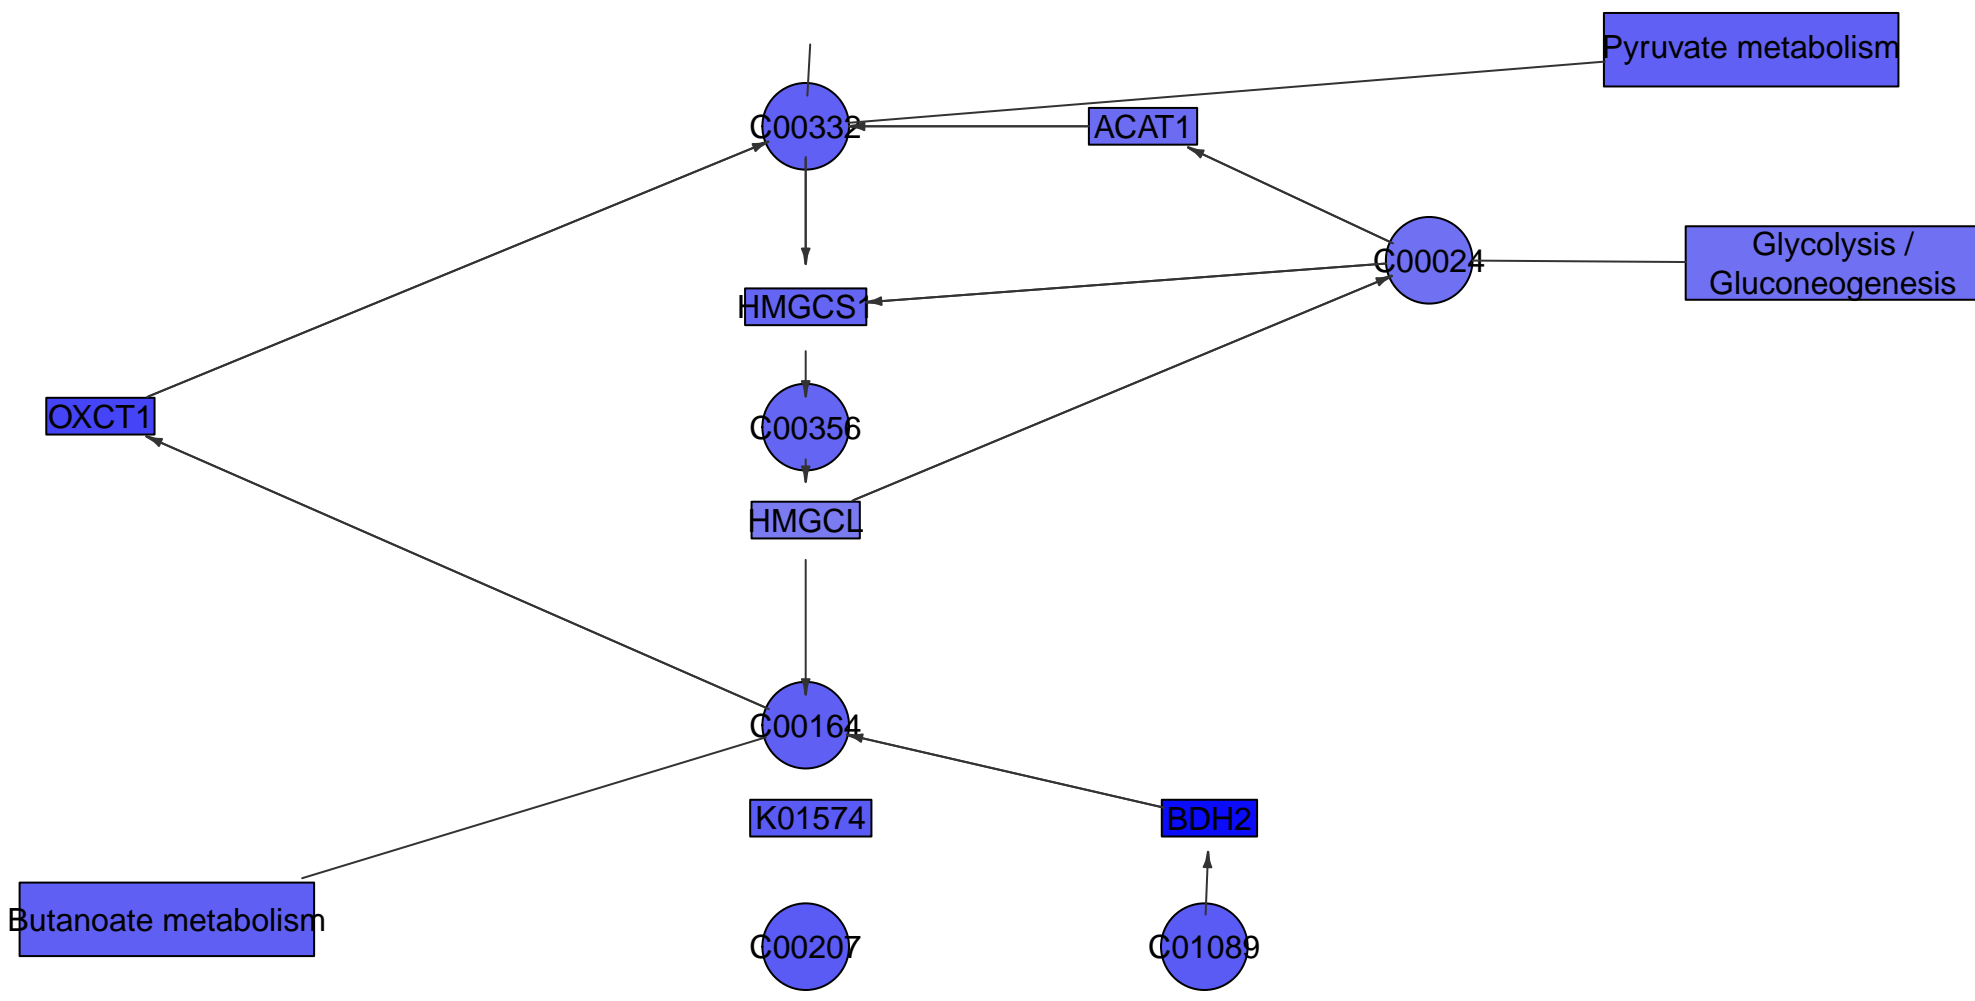 Pyruvate metabolism
C00332
ACAT1
Glycolysis /
Gluconeogenesis
C00024
HMGCS1
OXCT1
C00356
HMGCL
C00164
K01574
BDH2
Butanoate metabolism
C00207
C01089